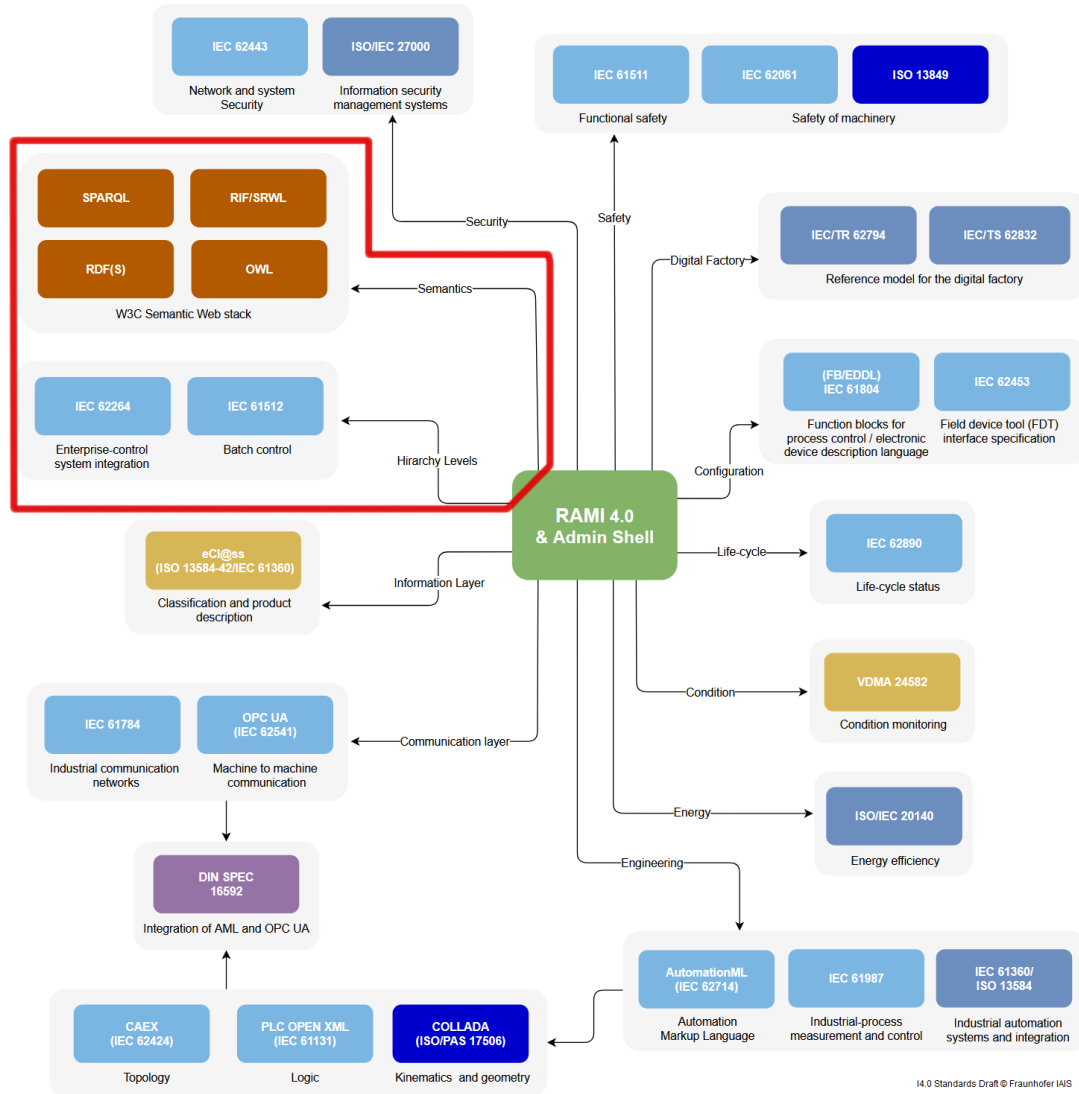 IEC 62443
ISO/IEC 27000
Network and system
Security
Information security
management systems
IEC 61511
IEC 62061
ISO 13849
Functional safety
Safety of machinery
SPARQL
RIF/SRWL
RDF(S)
OWL
W3C Semantic Web stack
Security
Safety
Semantics
Digital Factory
IEC/TR 62794
IEC/TS 62832
Reference model for the digital factory
IEC 62264
IEC 61512
Enterprise-control
system integration
Batch control
Hirarchy Levels
(FB/EDDL)
IEC 61804
IEC 62453
Function blocks for
process control / electronic
device description language
Field device tool (FDT)
interface specification
Configuration
RAMI 4.0
& Admin Shell
eCl@ss
(ISO 13584-42/IEC 61360)
Classification and product
description
Information Layer
Life-cycle
IEC 62890
Life-cycle status
Condition
VDMA 24582
Condition monitoring
IEC 61784
OPC UA
(IEC 62541)
Industrial communication
networks
Machine to machine
communication
Communication layer
Energy
ISO/IEC 20140
Energy efficiency
Engineering
DIN SPEC
16592
Integration of AML and OPC UA
AutomationML
(IEC 62714)
IEC 61987
IEC 61360/
ISO 13584
Automation
Markup Language
Industrial-process
measurement and control
Industrial automation
systems and integration
CAEX
(IEC 62424)
PLC OPEN XML
(IEC 61131)
COLLADA
(ISO/PAS 17506)
Topology
Logic
Kinematics and geometry
I4.0 Standards Draft © Fraunhofer IAIS